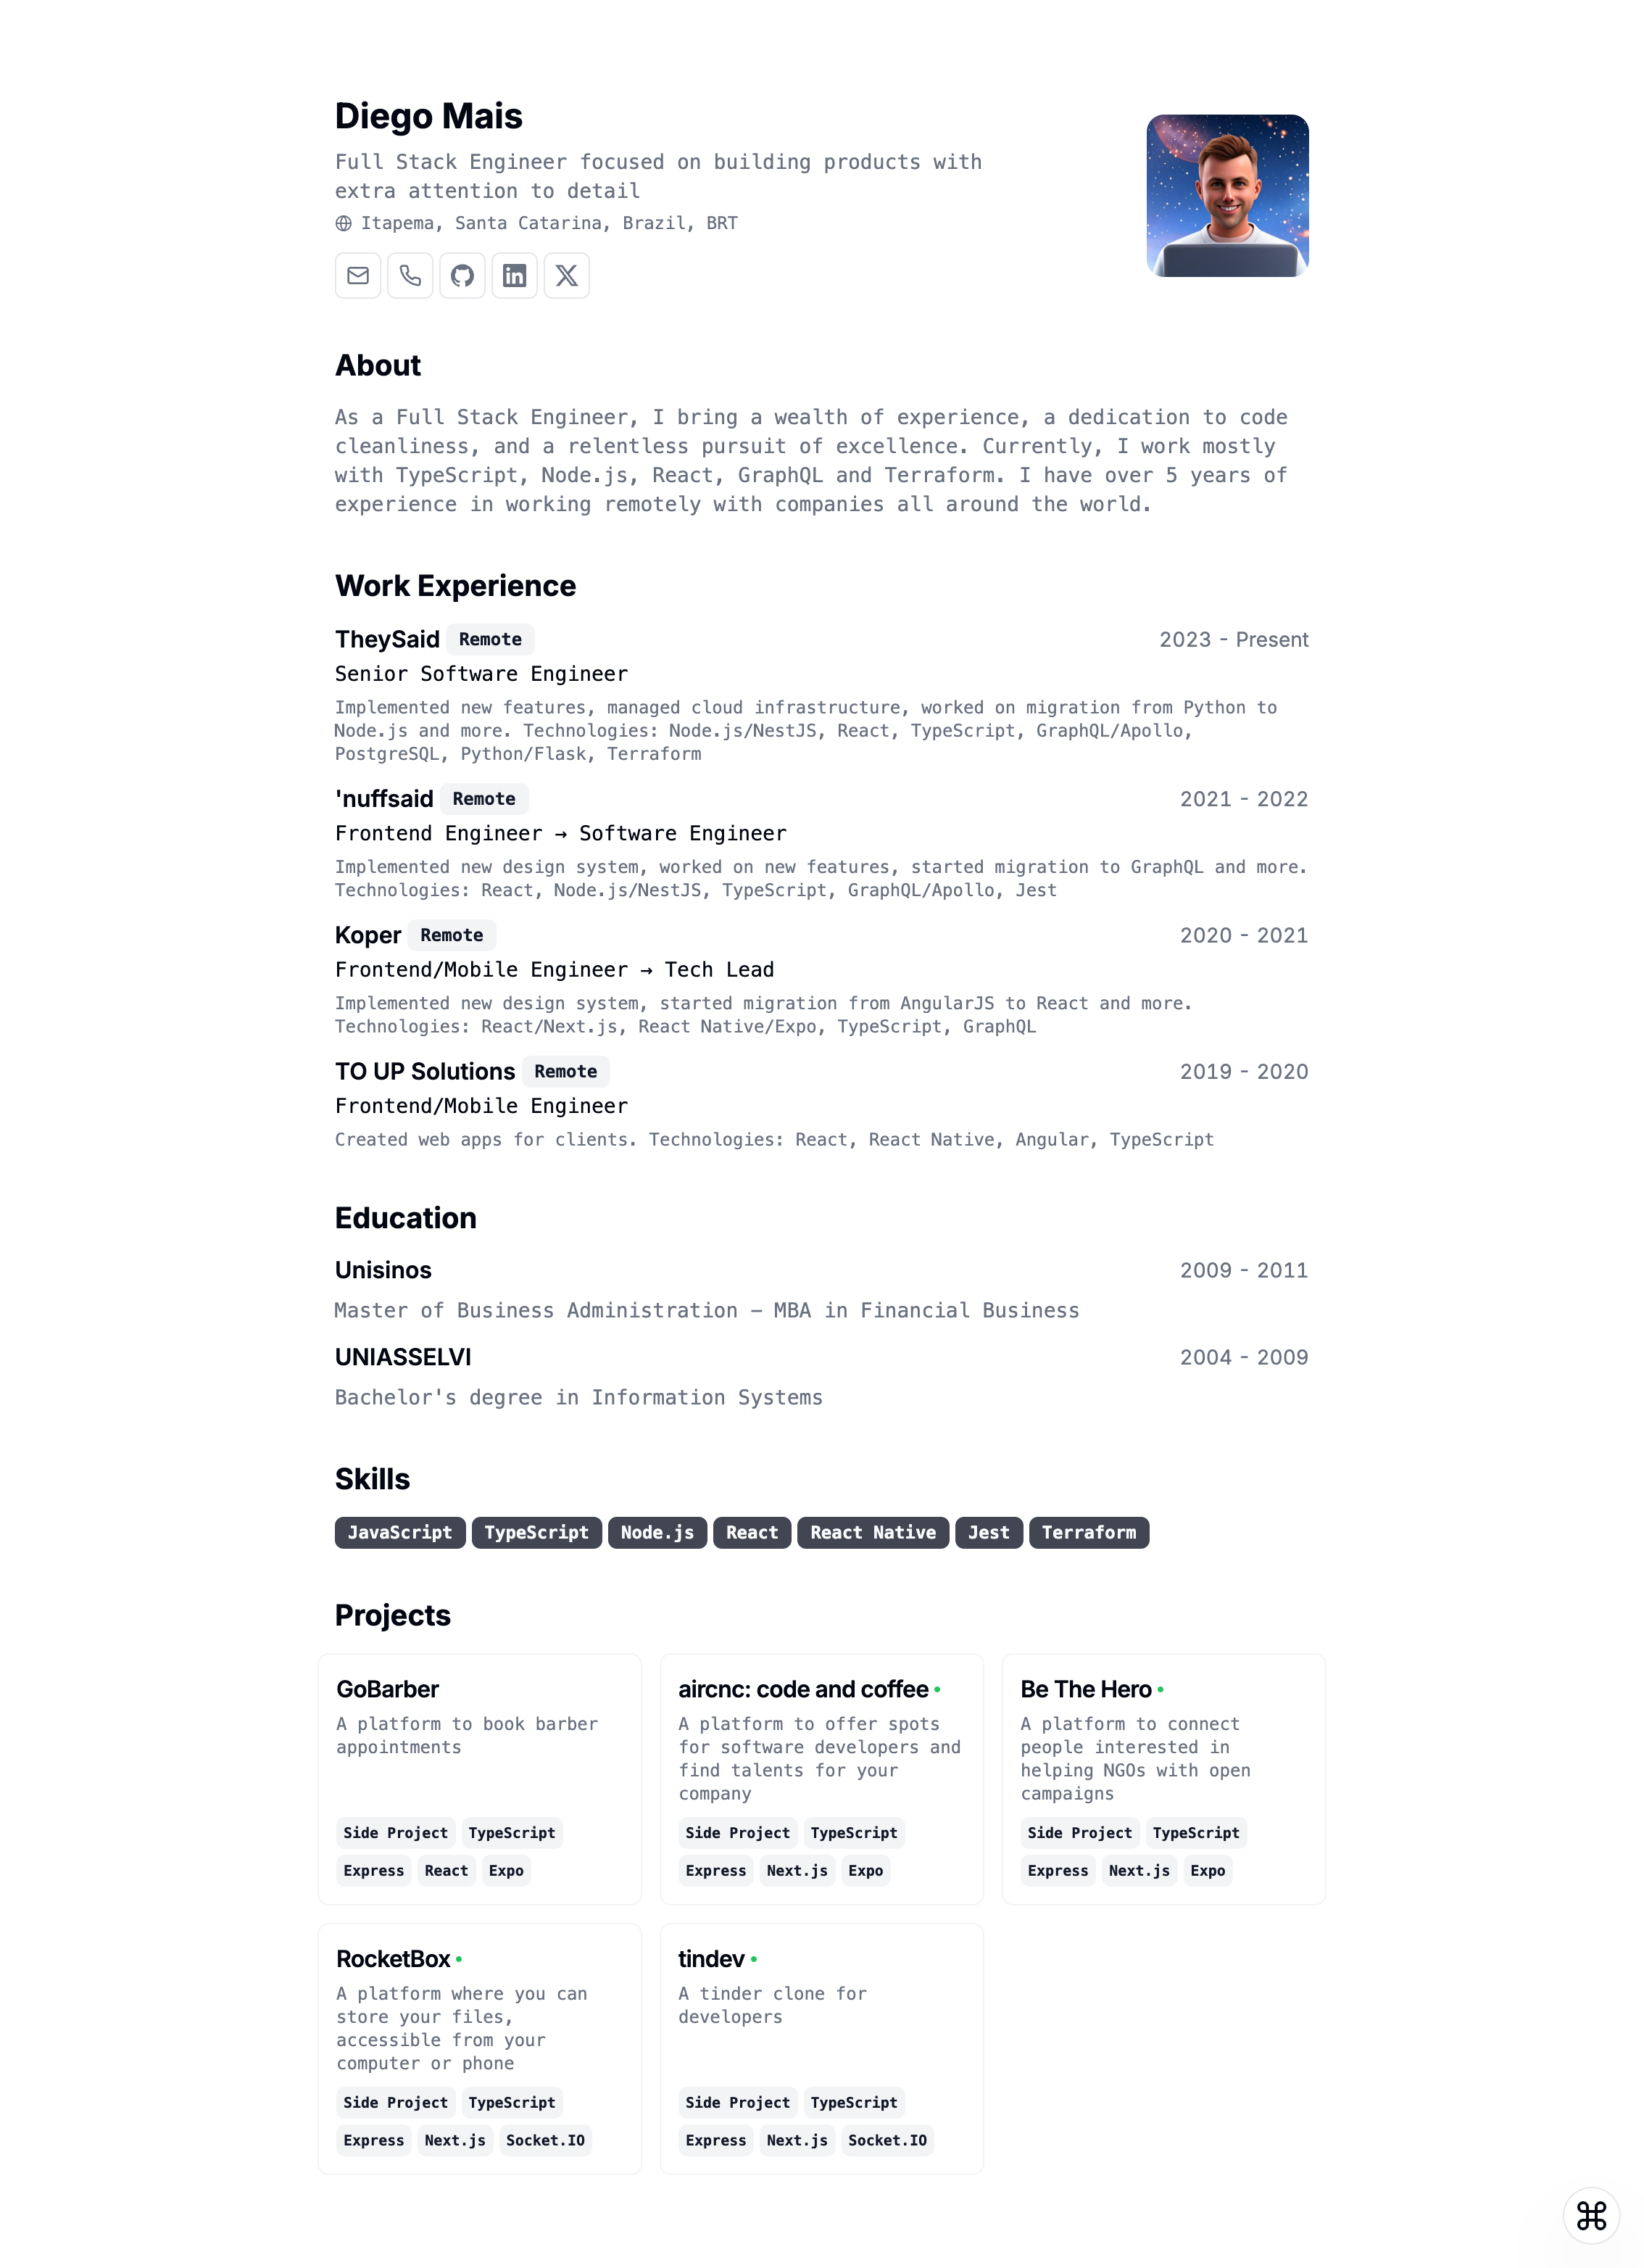 Diego Mais
Full Stack Engineer focused on building products with
extra attention to detail
Itapema, Santa Catarina, Brazil, BRT
About
As a Full Stack Engineer, I bring a wealth of experience, a dedication to code
cleanliness, and a relentless pursuit of excellence. Currently, I work mostly
with TypeScript, Node.js, React, GraphQL and Terraform. I have over 5 years of
experience in working remotely with companies all around the world.
Work Experience
TheySaid Remote 2023 - Present
Senior Software Engineer
Implemented new features, managed cloud infrastructure, worked on migration from Python to
Node.js and more. Technologies: Node.js/NestJS, React, TypeScript, GraphQL/Apollo,
PostgreSQL, Python/Flask, Terraform
'nuffsaid Remote 2021 - 2022
Frontend Engineer → Software Engineer
Implemented new design system, worked on new features, started migration to GraphQL and more.
Technologies: React, Node.js/NestJS, TypeScript, GraphQL/Apollo, Jest
Koper Remote 2020 - 2021
Frontend/Mobile Engineer → Tech Lead
Implemented new design system, started migration from AngularJS to React and more.
Technologies: React/Next.js, React Native/Expo, TypeScript, GraphQL
TO UP Solutions Remote 2019 - 2020
Frontend/Mobile Engineer
Created web apps for clients. Technologies: React, React Native, Angular, TypeScript
Education
Unisinos 2009 - 2011
Master of Business Administration – MBA in Financial Business
UNIASSELVI 2004 - 2009
Bachelor's degree in Information Systems
Skills
JavaScript TypeScript Node.js React React Native Jest Terraform
Projects
GoBarber
A platform to book barber
appointments
Side Project TypeScript
Express React Expo
aircnc: code and coffee
A platform to offer spots
for software developers and
find talents for your
company
Side Project TypeScript
Express Next.js Expo
Be The Hero
A platform to connect
people interested in
helping NGOs with open
campaigns
Side Project TypeScript
Express Next.js Expo
RocketBox
A platform where you can
store your files,
accessible from your
computer or phone
Side Project TypeScript
Express Next.js Socket.IO
tindev
A tinder clone for
developers
Side Project TypeScript
Express Next.js Socket.IO